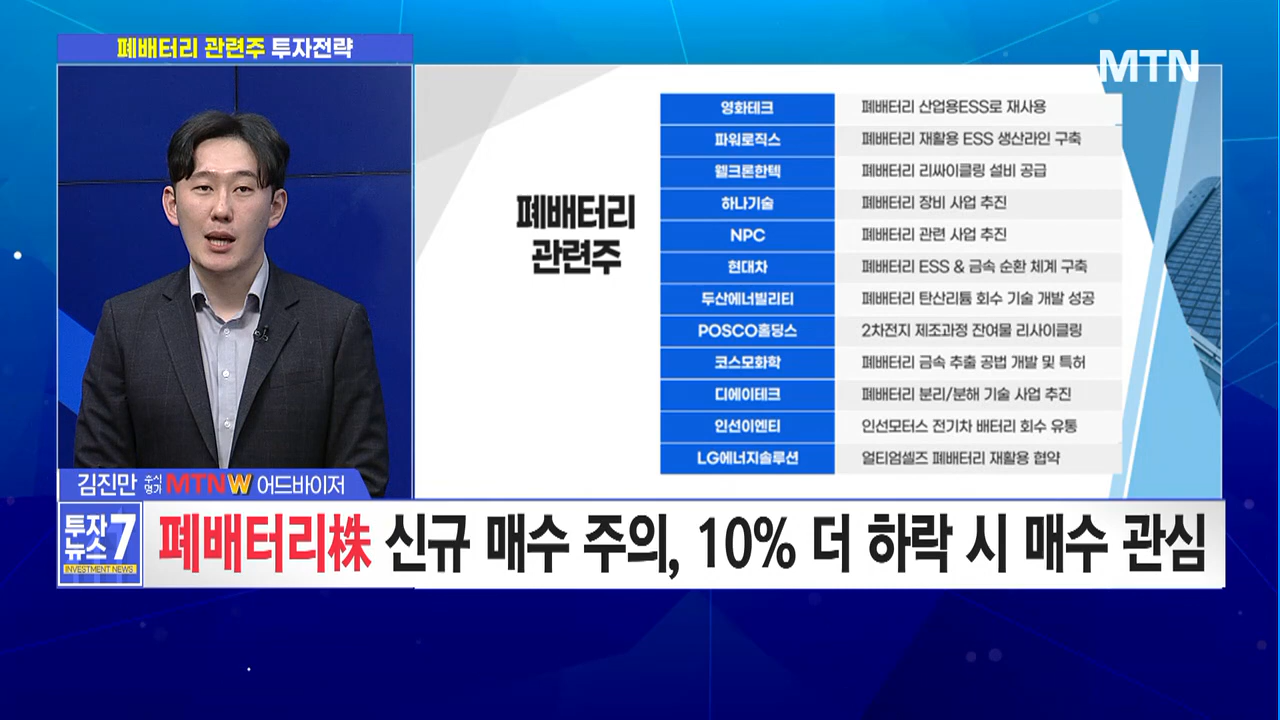 폐배터리 관련주 투자전략
MTN
폐배터리
관련주
영화테크 폐배터리 산업용ESS로 재사용
파워로직스 폐배터리 재활용 ESS 생산라인 구축
웰크론한텍 폐배터리 리싸이클링 설비 공급
하나기술 폐배터리 장비 사업 추진
NPC 폐배터리 관련 사업 추진
현대차 폐배터리 ESS & 금속 순환 체계 구축
두산에너빌리티 폐배터리 탄산리튬 회수 기술 개발 성공
POSCO홀딩스 2차전지 제조과정 잔여물 리사이클링
코스모화학 폐배터리 금속 추출 공법 개발 및 특허
디에이테크 폐배터리 분리/분해 기술 사업 추진
인선이엔티 인선모터스 전기차 배터리 회수 유통
LG에너지솔루션 얼티엄셀즈 폐배터리 재활용 협약
김진만 주식명가 MTNW 어드바이저
투자
뉴스7
INVESTMENT NEWS
폐배터리株 신규 매수 주의, 10% 더 하락 시 매수 관심